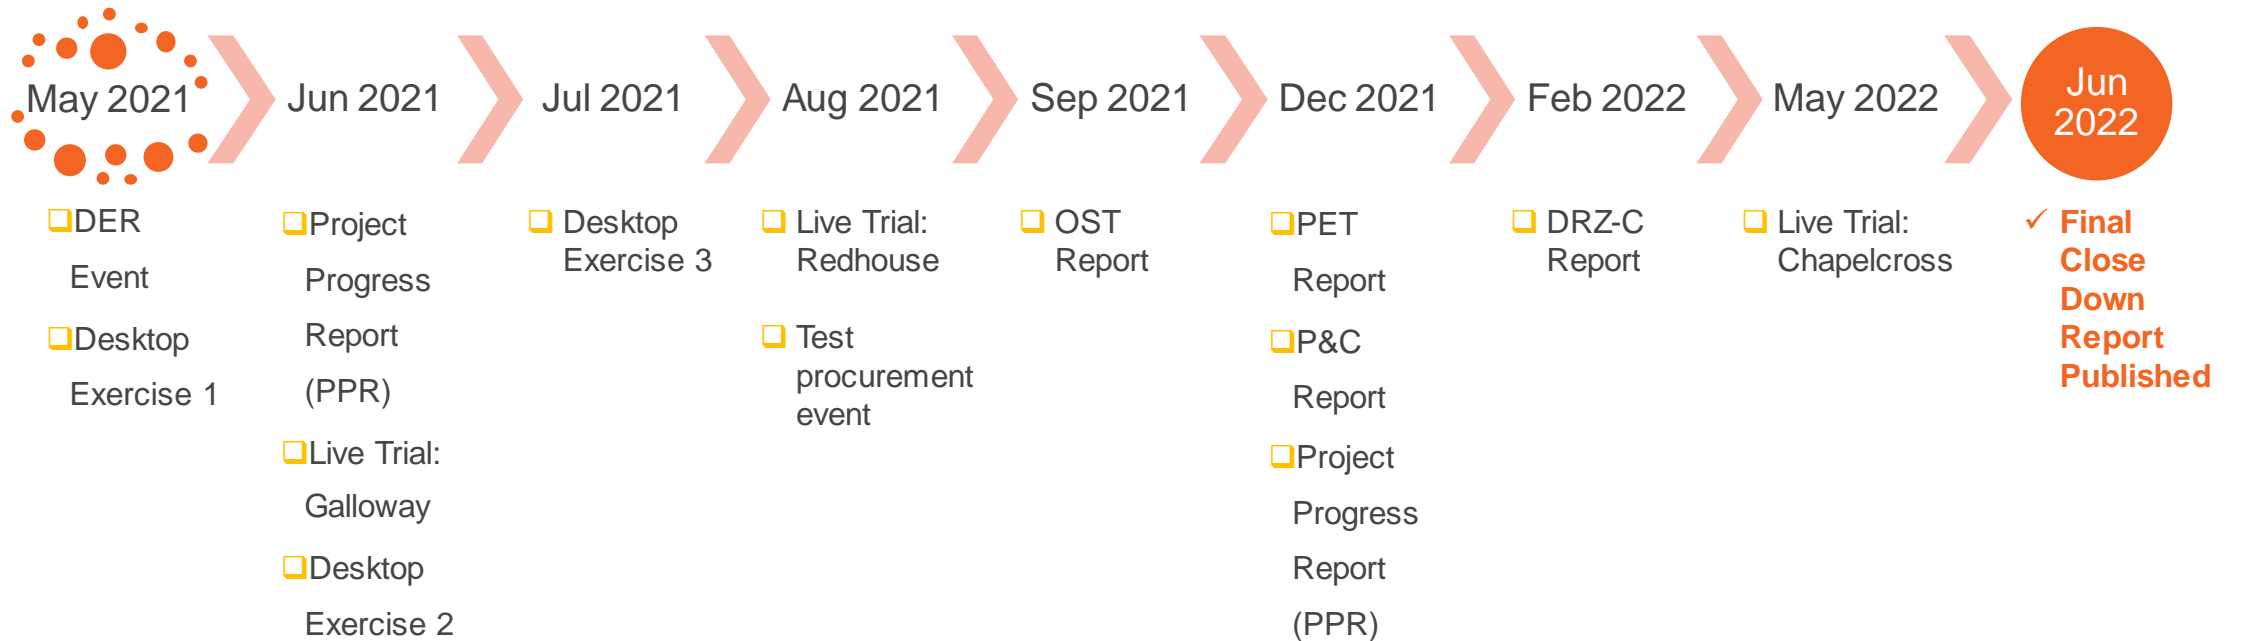 May 2021
Jun 2021
Jul 2021
Aug 2021
Sep 2021
Dec 2021
Feb 2022
May 2022
Jun
2022
DER
Event
Desktop
Exercise 1
Project
Progress
Report
(PPR)
Live Trial:
Galloway
Desktop
Exercise 2
Desktop
Exercise 3
Live Trial:
Redhouse
Test
procurement
event
OST
Report
PET
Report
P&C
Report
Project
Progress
Report
(PPR)
DRZ-C
Report
Live Trial:
Chapelcross
Final
Close
Down
Report
Published